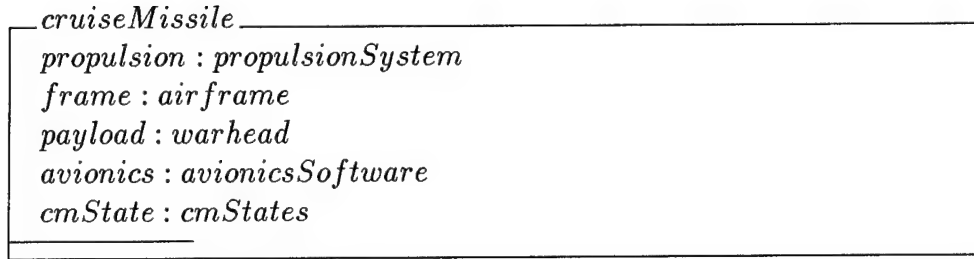 cruiseMissile
propulsion : propulsionSystem
frame : airframe
payload : warhead
avionics : avionicsSoftware
cmState : cmStates